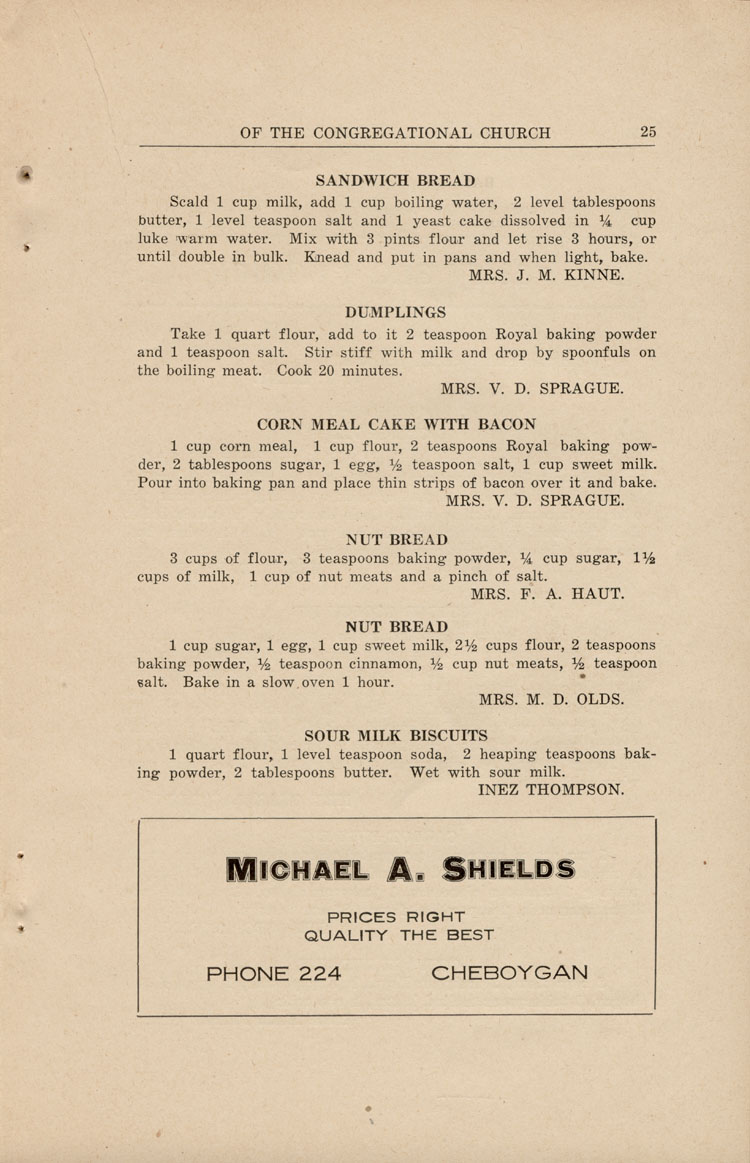 OF THE CONGREGATIONAL CHURCH 25
SANDWICH BREAD
Scald 1 cup milk, add 1 cup boiling water, 2 level tablespoons
butter, 1 level teaspoon salt and 1 yeast cake dissolved in ¼ cup
luke warm water. Mix with 3 pints flour and let rise 3 hours, or
until double in bulk. Knead and put in pans and when light, bake.
MRS. J. M. KINNE.
DUMPLINGS
Take 1 quart flour, add to it 2 teaspoon Royal baking powder
and 1 teaspoon salt. Stir stiff with milk and drop by spoonfuls on
the boiling meat. Cook 20 minutes.
MRS. V. D. SPRAGUE.
CORN MEAL CAKE WITH BACON
1 cup corn meal, 1 cup flour, 2 teaspoons Royal baking pow-
der, 2 tablespoons sugar, 1 egg, ½ teaspoon salt, 1 cup sweet milk.
Pour into baking pan and place thin strips of bacon over it and bake.
MRS. V. D. SPRAGUE.
NUT BREAD
3 cups of flour, 3 teaspoons baking powder, ¼ cup sugar, 1½
cups of milk, 1 cup of nut meats and a pinch of salt.
MRS. F. A. HAUT.
NUT BREAD
1 cup sugar, 1 egg, 1 cup sweet milk, 2½ cups flour, 2 teaspoons
baking powder, ½ teaspoon cinnamon, ½ cup nut meats, ½ teaspoon
salt. Bake in a slow oven 1 hour.
MRS. M. D. OLDS.
SOUR MILK BISCUITS
1 quart flour, 1 level teaspoon soda, 2 heaping teaspoons bak-
ing powder, 2 tablespoons butter. Wet with sour milk.
INEZ THOMPSON.
MICHAEL A. SHIELDS
PRICES RIGHT
QUALITY THE BEST
PHONE 224 CHEBOYGAN